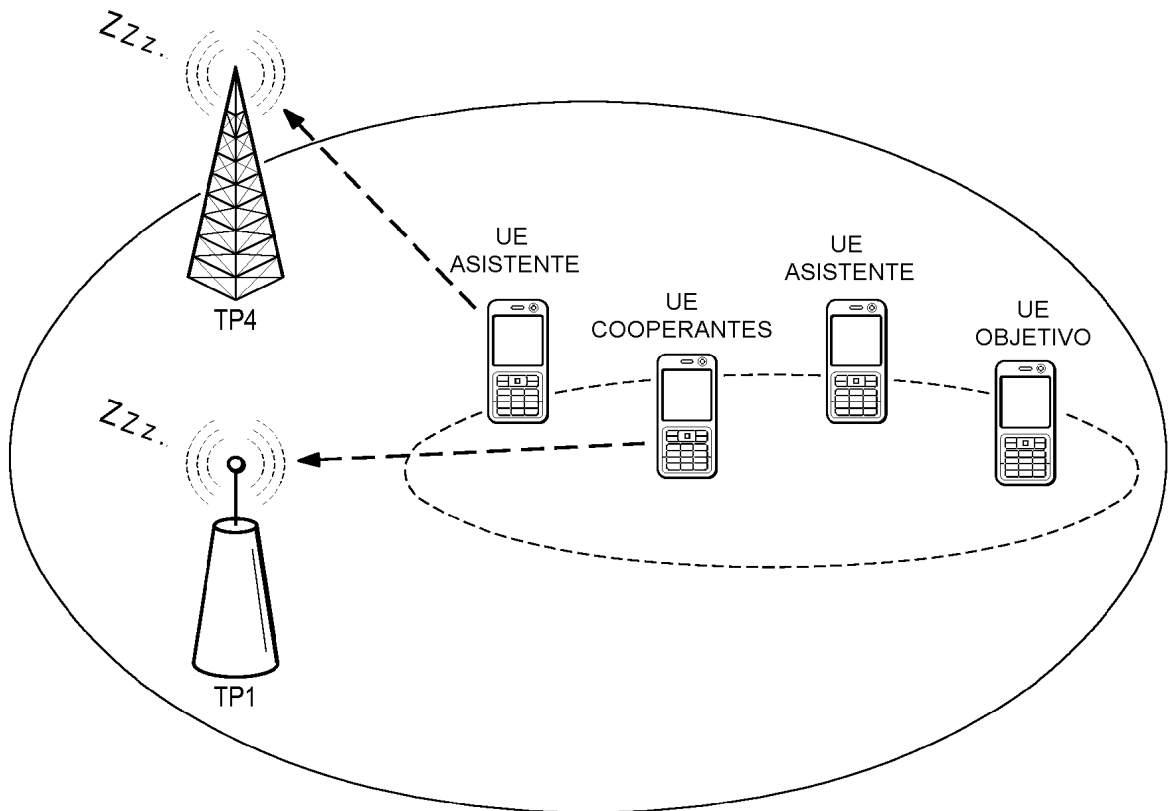 ZZZ.
TP4
UE
ASISTENTE
UE
COOPERANTES
UE
ASISTENTE
UE
OBJETIVO
ZZZ.
TP1